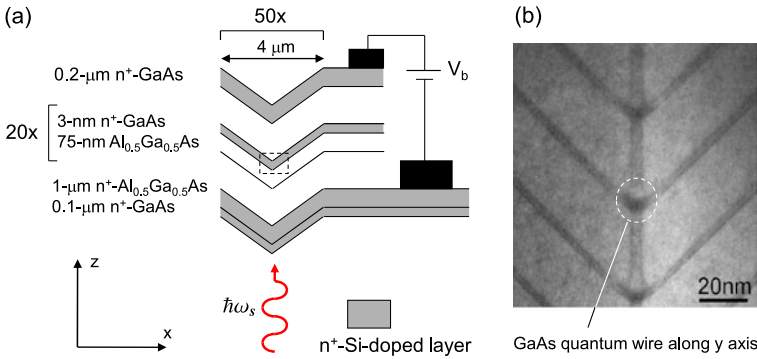 (a)
50x
4 μm
0.2-μm n⁺-GaAs
V_b
20x
3-nm n⁺-GaAs
75-nm Al₀.₅Ga₀.₅As
1-μm n⁺-Al₀.₅Ga₀.₅As
0.1-μm n⁺-GaAs
z
x
ħω_s
n⁺-Si-doped layer
(b)
20nm
GaAs quantum wire along y axis